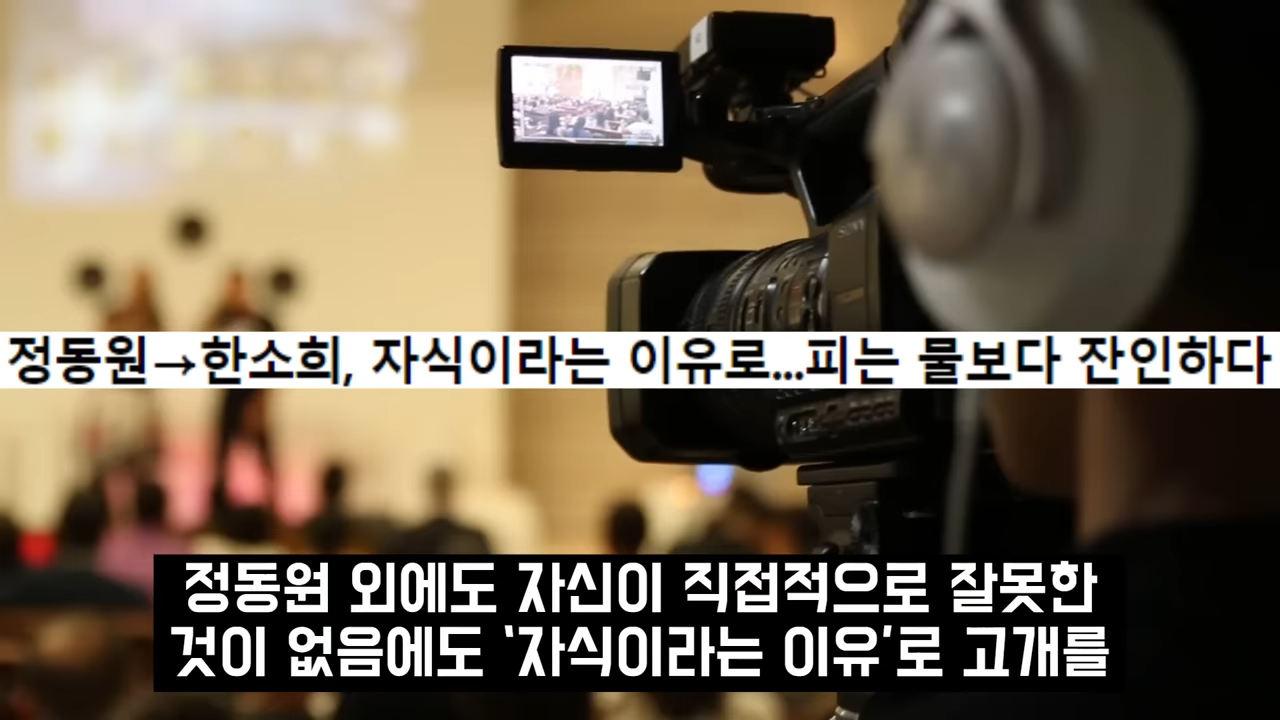 SONY
정동원→한소희, 자식이라는 이유로...피는 물보다 잔인하다
정동원 외에도 자신이 직접적으로 잘못한
것이 없음에도 ‘자식이라는 이유’로 고개를